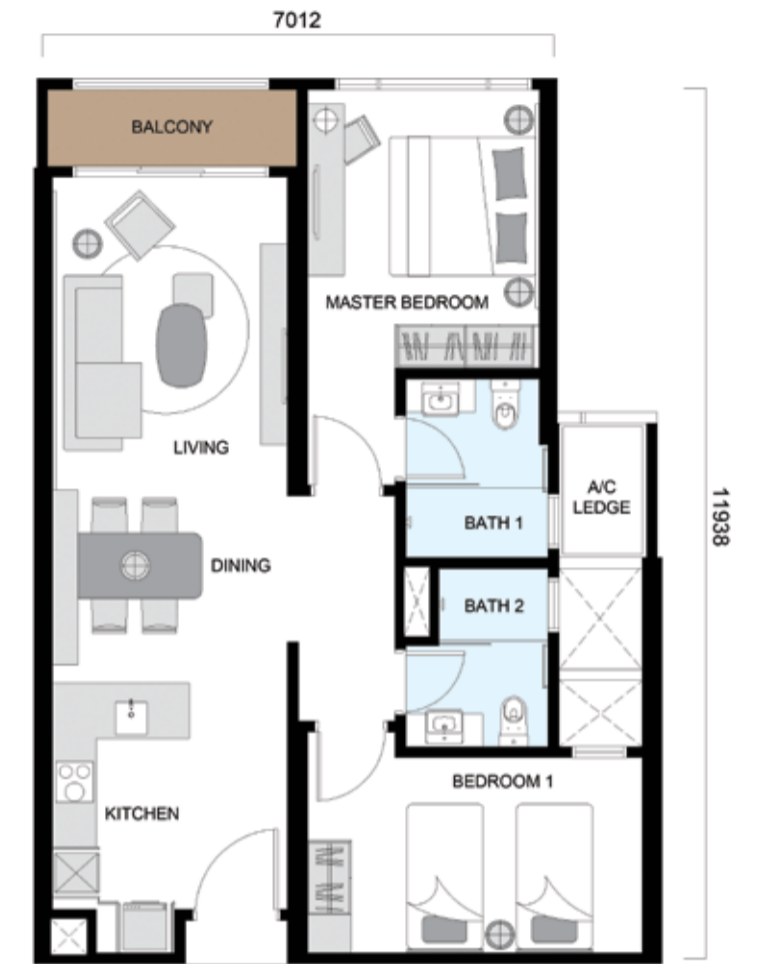 7012
BALCONY
MASTER BEDROOM
LIVING
A/C
LEDGE
11938
BATH 1
DINING
BATH 2
BEDROOM 1
KITCHEN